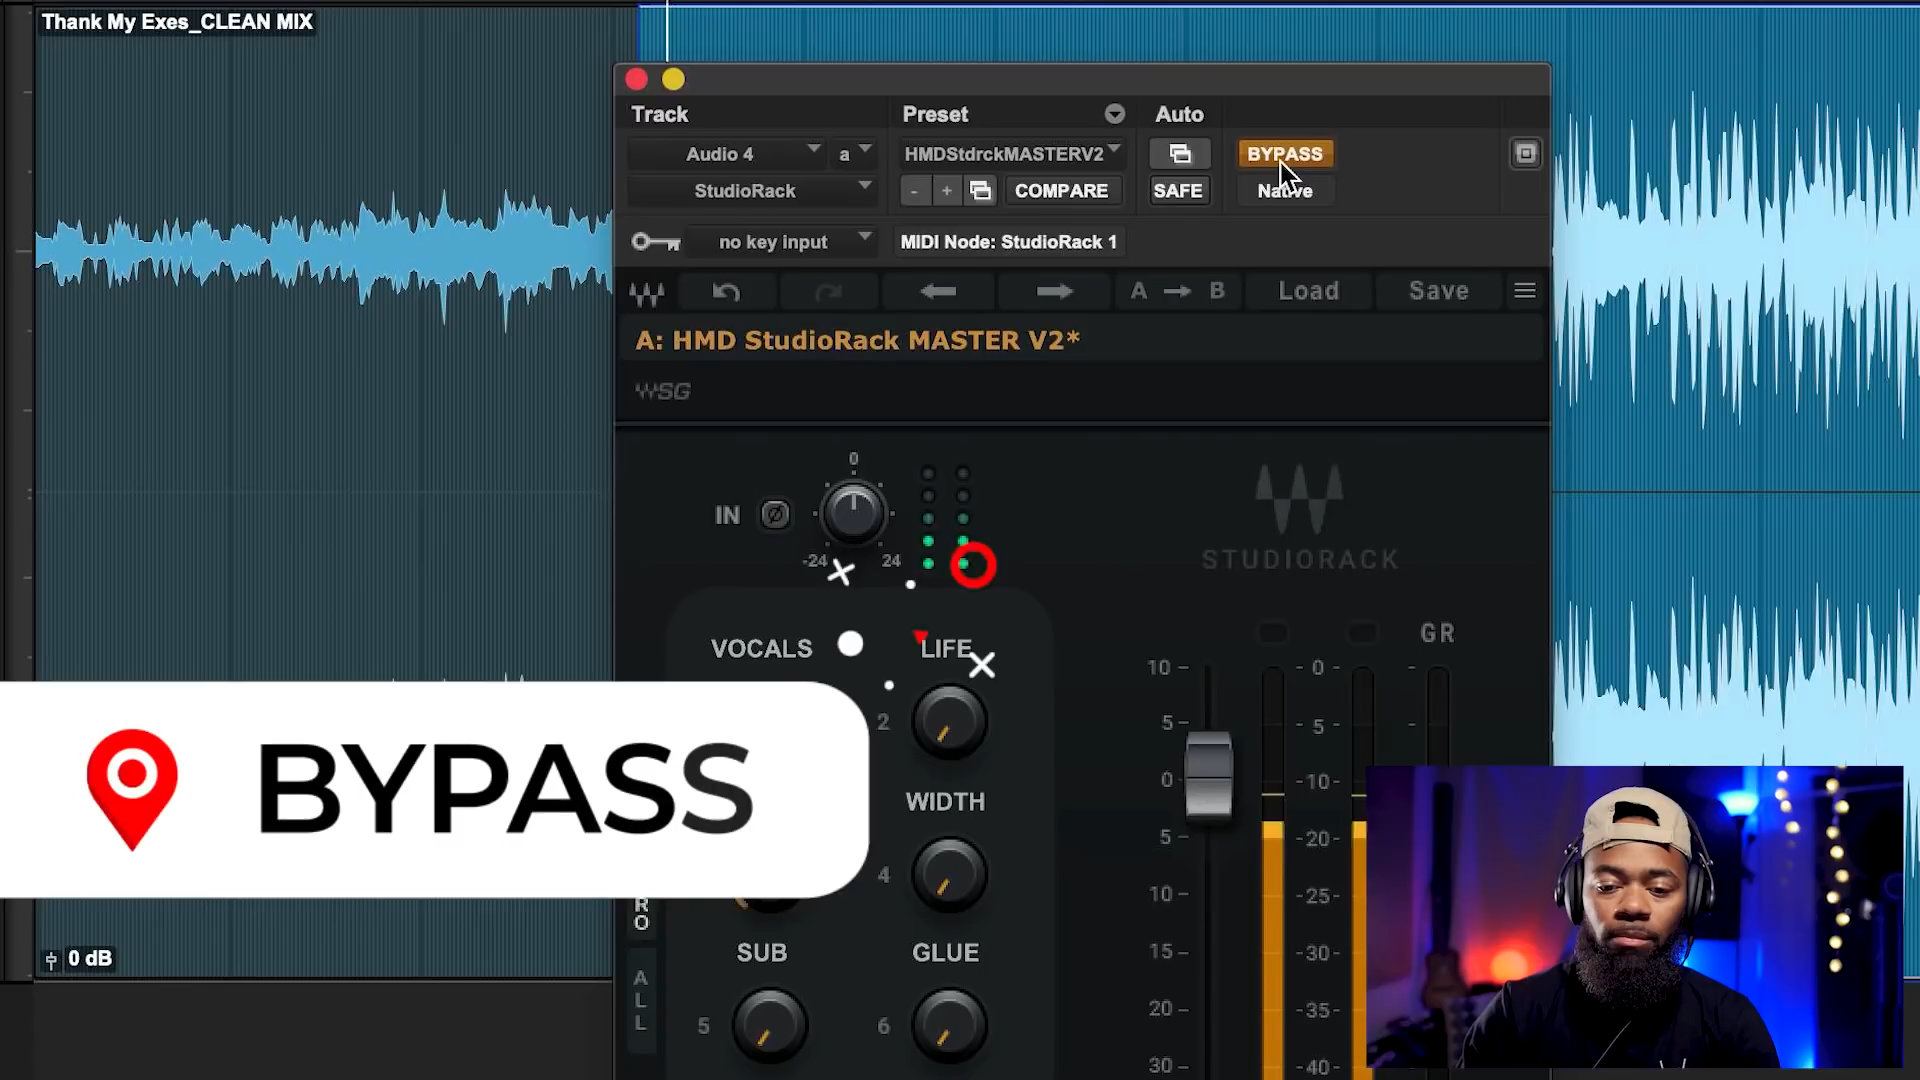 Thank My Exes_CLEAN MIX
Track
Preset
Auto
Audio 4
a
HMDStdrckMASTERV2
BYPASS
StudioRack
-
+
COMPARE
SAFE
Native
no key input
MIDI Node: StudioRack 1
A → B
Load
Save
A: HMD StudioRack MASTER V2*
WSG
0
IN
-24
24
STUDIORACK
VOCALS
LIFE
GR
10
5
0
5
10
15
20
30
0
-5
-10
-20
-25
-30
-35
-40
2
BYPASS
WIDTH
4
RO
SUB
GLUE
ALL
5
6
0 dB